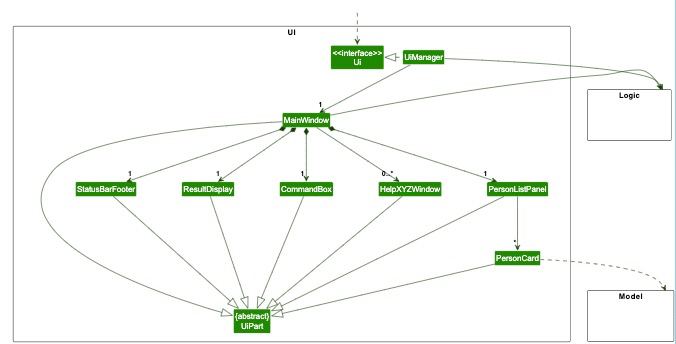 UI
<<interface>>
Ui
UiManager
Logic
1
MainWindow
1
1
1
0..*
1
StatusBarFooter
ResultDisplay
CommandBox
HelpXYZWindow
PersonListPanel
*
PersonCard
Model
{abstract}
UiPart